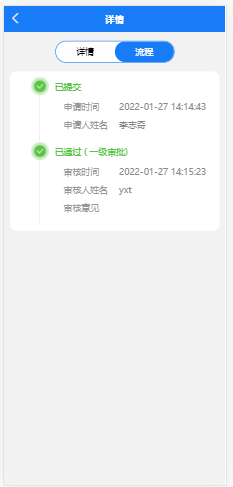 详情
详情 流程
已提交
申请时间 2022-01-27 14:14:43
申请人姓名 李志奇
已通过 (一级审批)
审核时间 2022-01-27 14:15:23
审核人姓名 yxt
审核意见